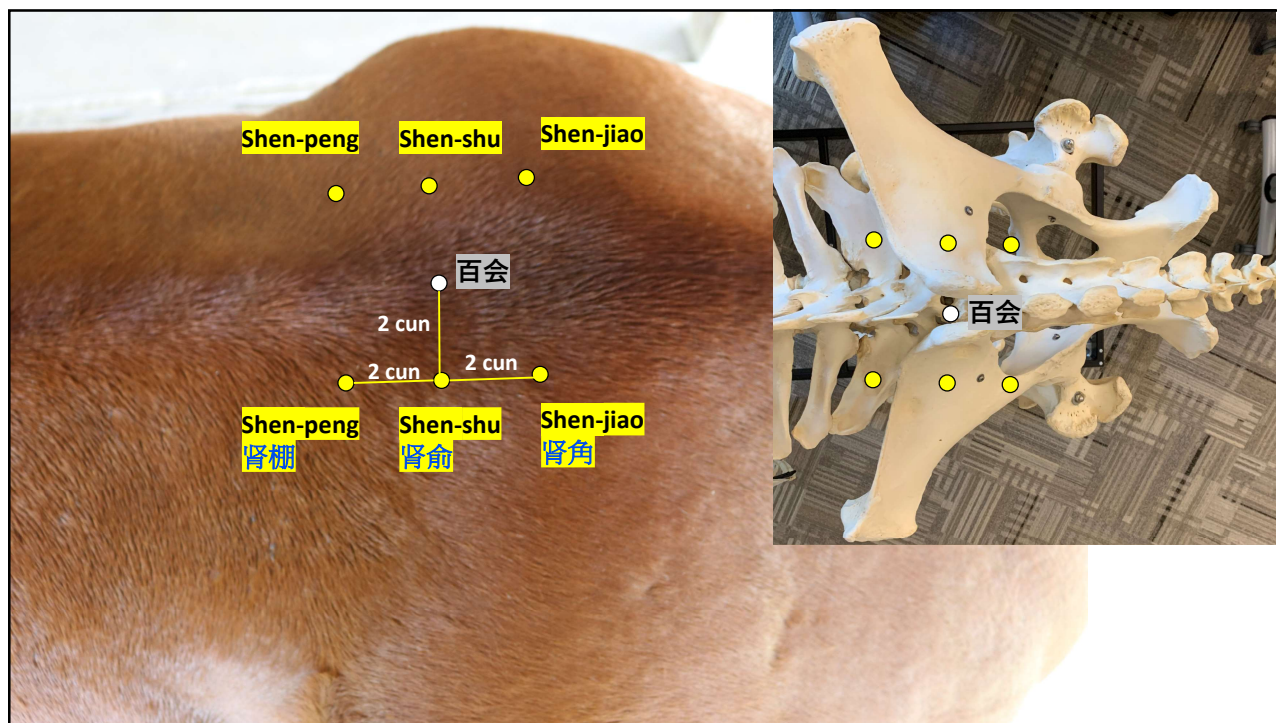 Shen-peng
Shen-shu
Shen-jiao
百会
2 cun
2 cun
2 cun
Shen-peng
肾棚
Shen-shu
肾俞
Shen-jiao
肾角
百会